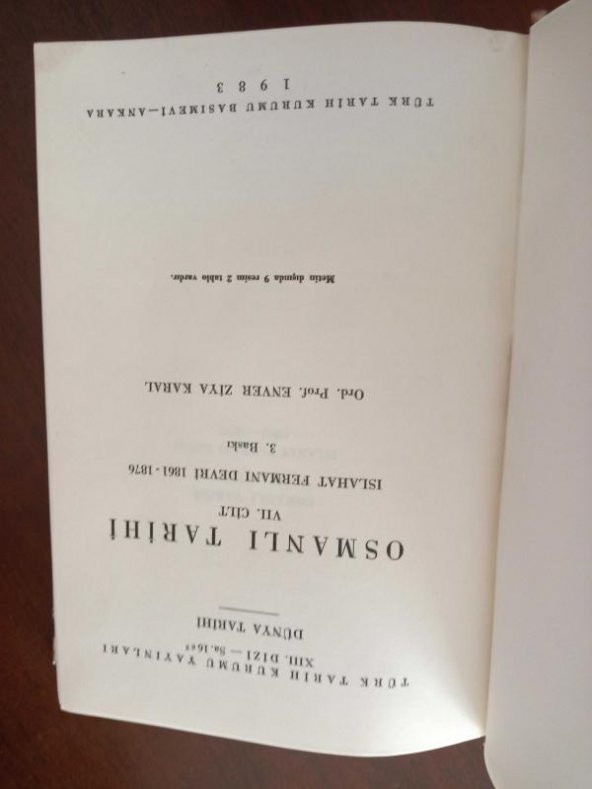 TÜRK TARİH KURUMU YAYINLARI
XIII. DİZİ — Sa. 16
DÜNYA TARİHİ
OSMANLI TARİHİ
VII. CİLT
ISLAHAT FERMANI DEVRİ 1861-1876
3. Baskı
Ord. Prof. ENVER ZİYA KARAL
Metin dışında 9 resim 2 tablo vardır.
TÜRK TARİH KURUMU BASIMEVİ—ANKARA
1983